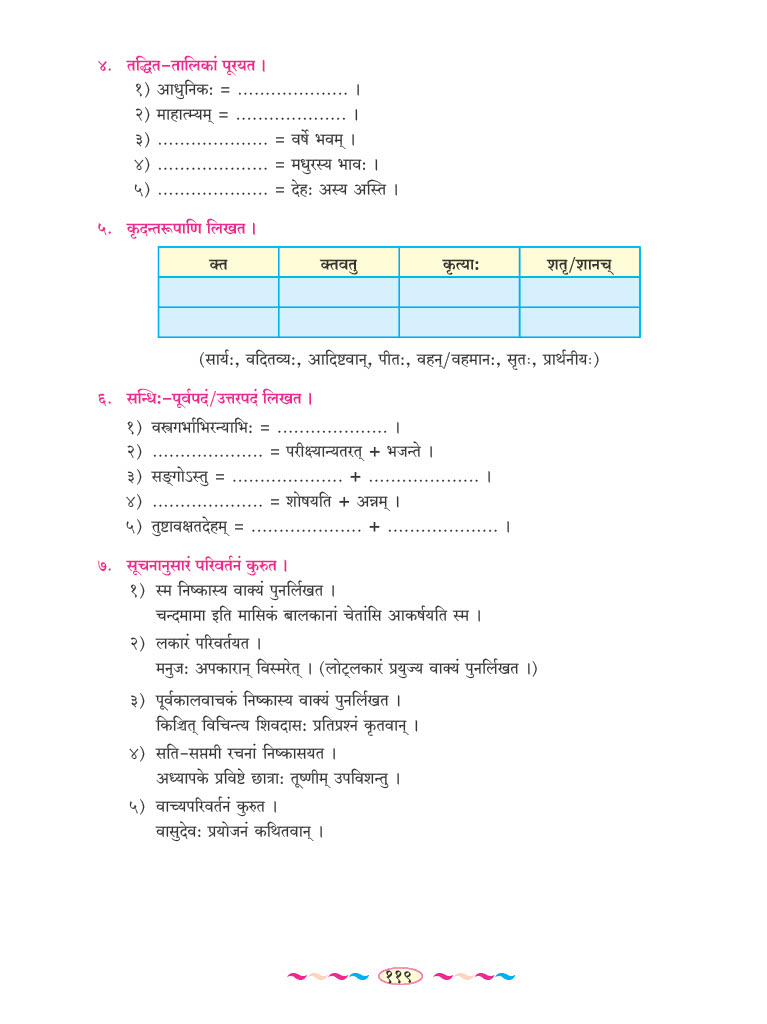 ४. तद्धित-तालिकां पूरयत ।
१) आधुनिक: = .................... ।
२) माहात्म्यम् = .................... ।
३) .................... = वर्षे भवम् ।
४) .................... = मधुरस्य भाव: ।
५) .................... = देह: अस्य अस्ति ।
५. कृदन्तरूपाणि लिखत ।
क्त क्तवतु कृत्या: शतृ/शानच्
(सार्य:, वदितव्य:, आदिष्टवान्, पीत:, वहन्/वहमान:, सृतः, प्रार्थनीयः)
६. सन्धि:-पूर्वपदं/उत्तरपदं लिखत ।
१) वस्त्रगर्भाभिरन्याभि: = .................... ।
२) .................... = परीक्ष्यान्यतरत् + भजन्ते ।
३) सङ्गोऽस्तु = .................... + .................... ।
४) .................... = शोषयति + अन्नम् ।
५) तुष्टावक्षतदेहम् = .................... + .................... ।
७. सूचनानुसारं परिवर्तनं कुरुत ।
१) स्म निष्कास्य वाक्यं पुनर्लिखत ।
चन्दमामा इति मासिकं बालकानां चेतांसि आकर्षयति स्म ।
२) लकारं परिवर्तयत ।
मनुज: अपकारान् विस्मरेत् । (लोट्लकारं प्रयुज्य वाक्यं पुनर्लिखत ।)
३) पूर्वकालवाचकं निष्कास्य वाक्यं पुनर्लिखत ।
किञ्चित् विचिन्त्य शिवदास: प्रतिप्रश्नं कृतवान् ।
४) सति-सप्तमी रचनां निष्कासयत ।
अध्यापके प्रविष्टे छात्रा: तूष्णीम् उपविशन्तु ।
५) वाच्यपरिवर्तनं कुरुत ।
वासुदेव: प्रयोजनं कथितवान् ।
११९